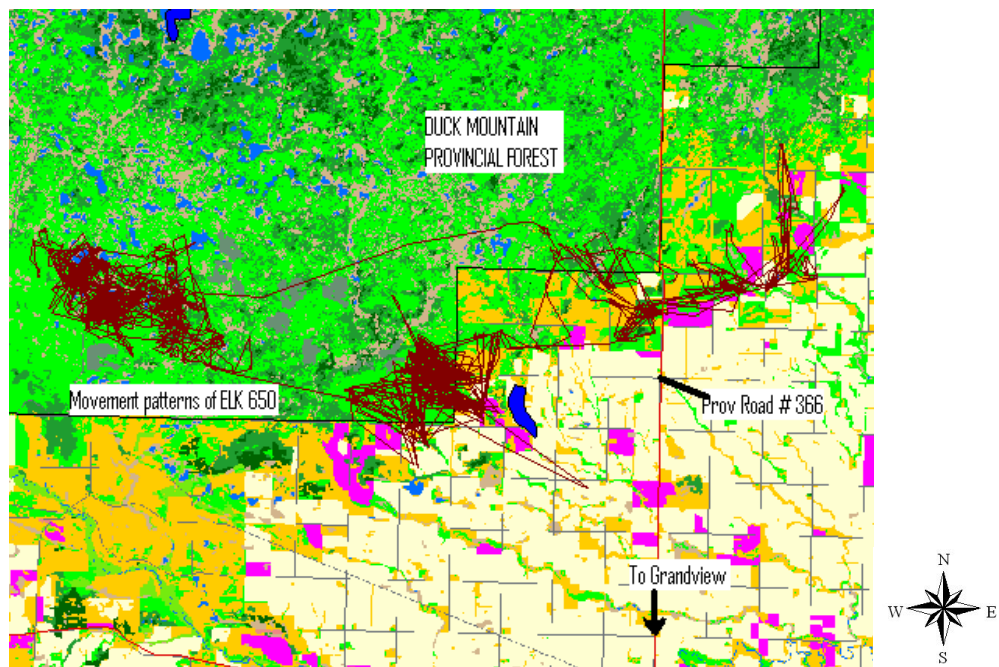 DUCK MOUNTAIN
PROVINCIAL FOREST
Movement patterns of ELK 650
Prov Road # 366
To Grandview
N
W
E
S